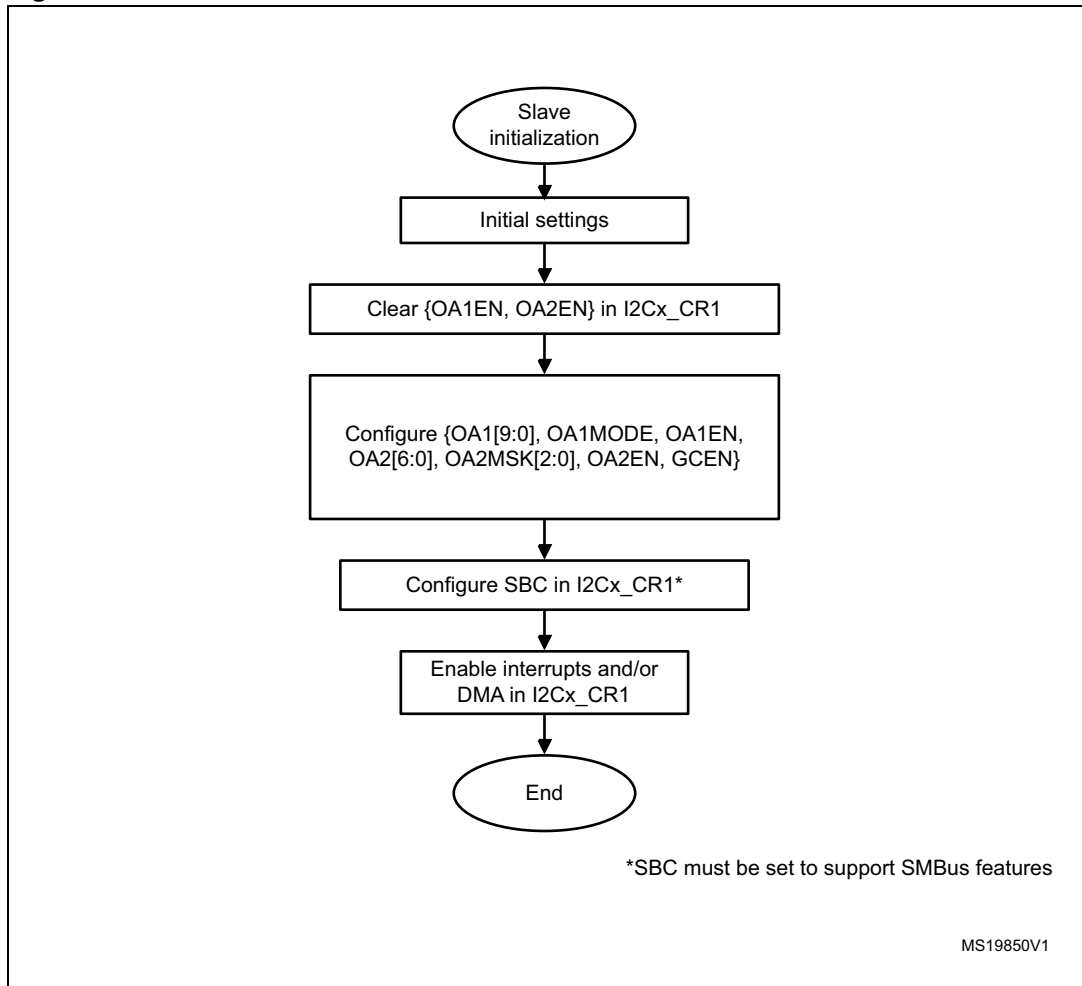 Slave
initialization
Initial settings
Clear {OA1EN, OA2EN} in I2Cx_CR1
Configure {OA1[9:0], OA1MODE, OA1EN,
OA2[6:0], OA2MSK[2:0], OA2EN, GCEN}
Configure SBC in I2Cx_CR1*
Enable interrupts and/or
DMA in I2Cx_CR1
End
*SBC must be set to support SMBus features
MS19850V1